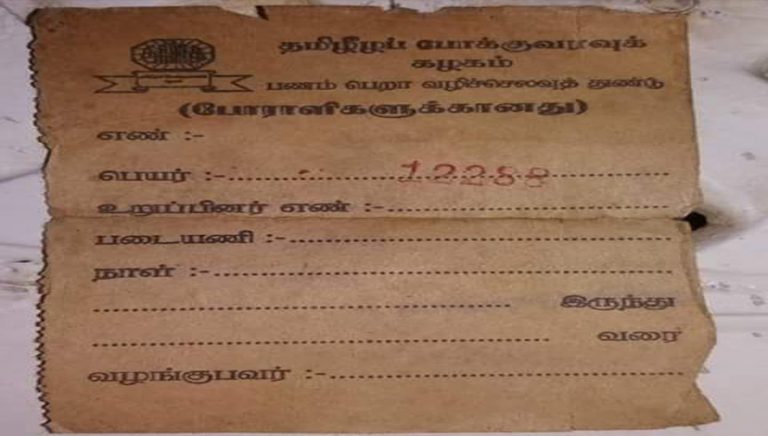 தமிழீழப் போக்குவரவுக்
கழகம்
பணம் பெறா வழிச்செலவுத் துண்டு
(போராளிகளுக்கானது)
எண் :-
பெயர் :-..............................
12288
உறுப்பினர் எண் :-..............................
படையணி :-..............................
நாள் :-..............................
.............................. இருந்து
.............................. வரை
வழங்குபவர் :-..............................